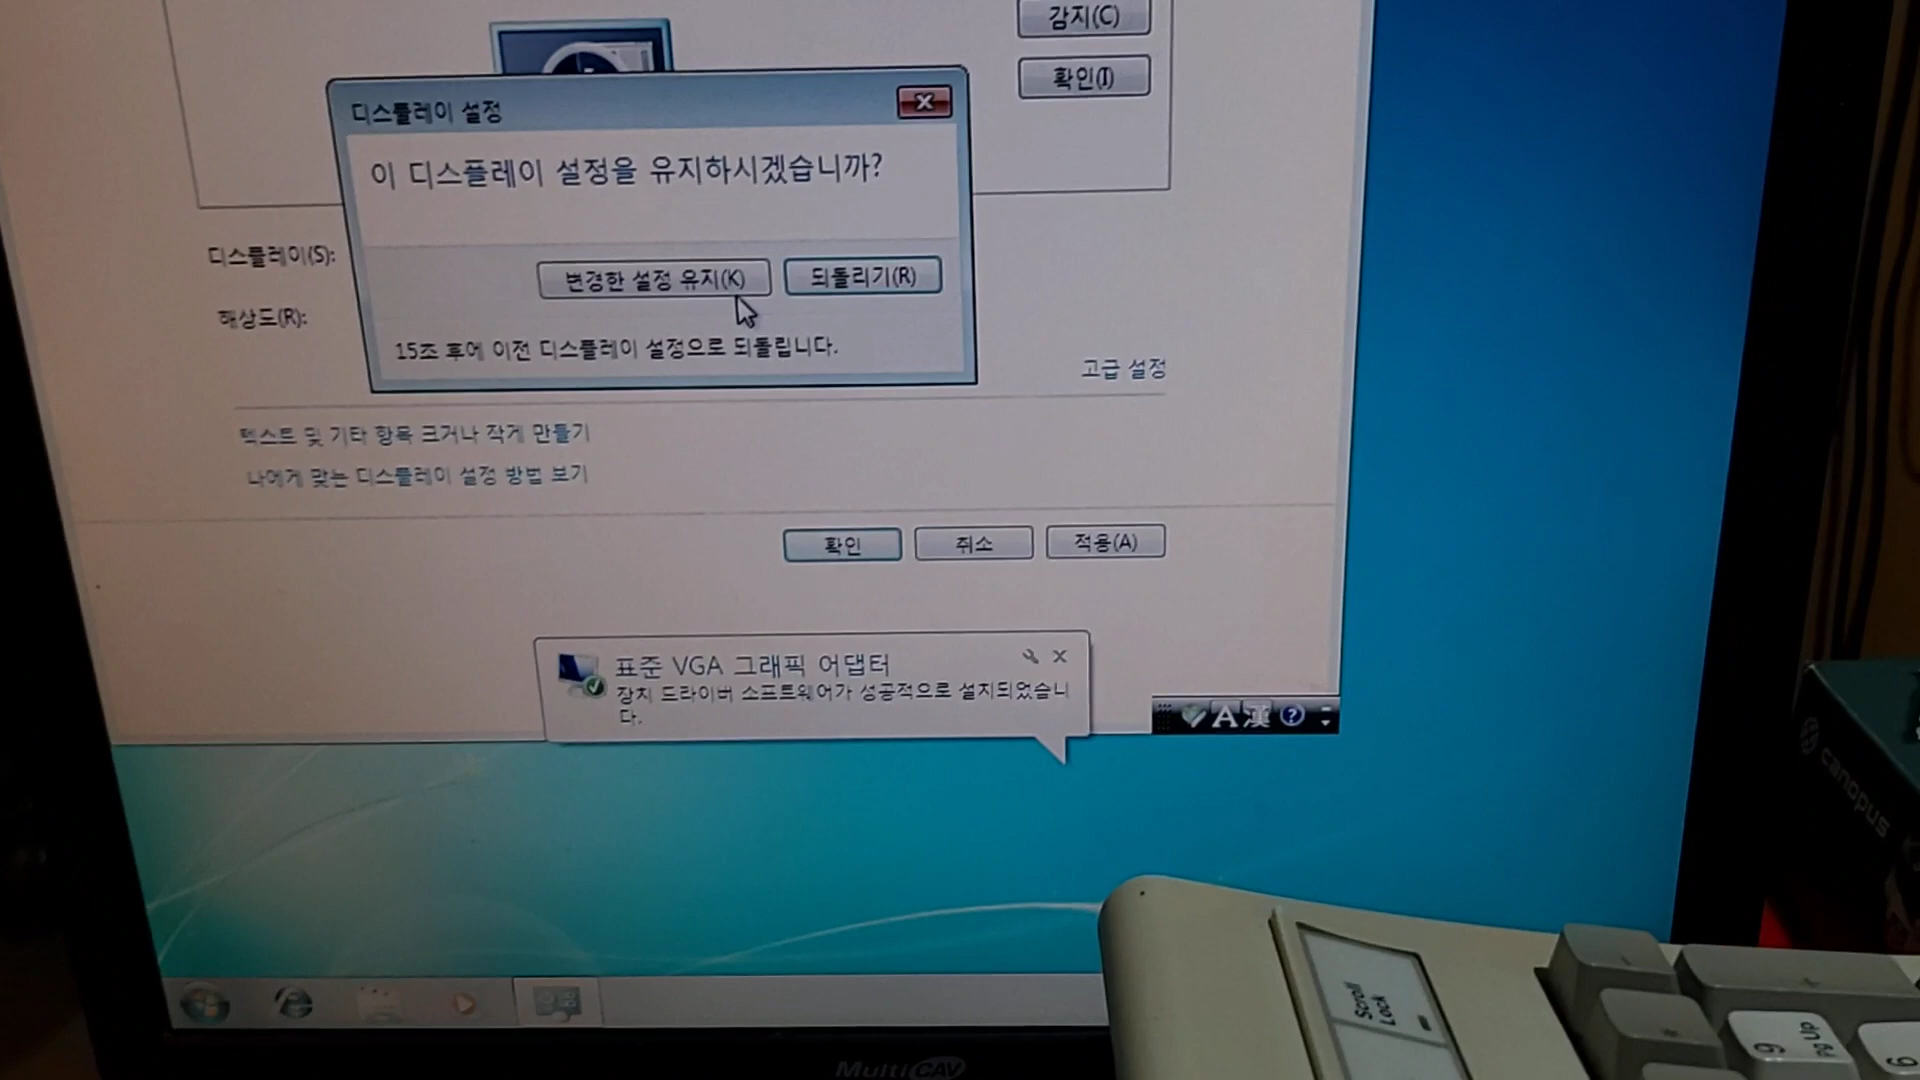 감지(C)
확인(I)
디스플레이 설정
이 디스플레이 설정을 유지하시겠습니까?
변경한 설정 유지(K)
되돌리기(R)
15초 후에 이전 디스플레이 설정으로 되돌립니다.
디스플레이(S):
해상도(R):
고급 설정
텍스트 및 기타 항목 크거나 작게 만들기
나에게 맞는 디스플레이 설정 방법 보기
확인
취소
적용(A)
표준 VGA 그래픽 어댑터
장치 드라이버 소프트웨어가 성공적으로 설치되었습니
다.
A 漢 ?
MultiCAV
canopus
Scroll
Lock
9
Pg Up
6